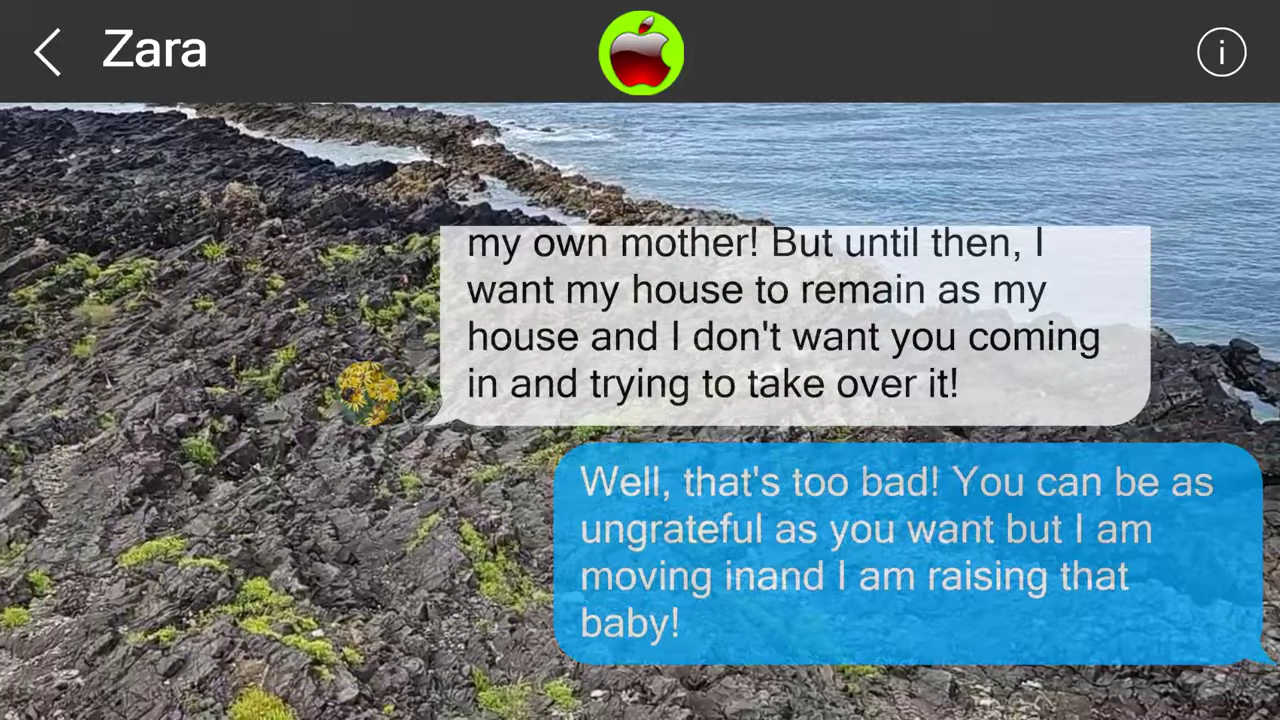 Zara
i
my own mother! But until then, I
want my house to remain as my
house and I don't want you coming
in and trying to take over it!
Well, that's too bad! You can be as
ungrateful as you want but I am
moving inand I am raising that
baby!